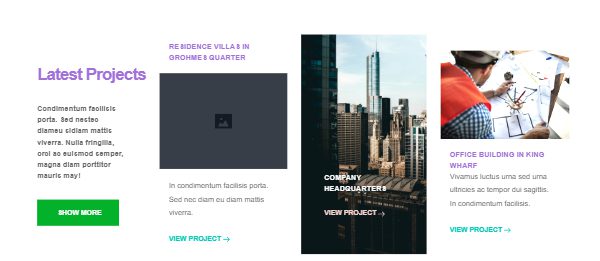 Latest Projects
Condimentum facilisis
porta. Sed nesteo
diameu sidiam mattis
viverra. Nulla fringilla,
orci ac euismod semper,
magna diam porttitor
mauris may!
SHOW MORE
RESIDENCE VILLAS IN
GROHMES QUARTER
In condimentum facilisis porta.
Sed nec diam eu diam mattis
viverra.
VIEW PROJECT →
COMPANY
HEADQUARTERS
VIEW PROJECT →
OFFICE BUILDING IN KING
WHARF
Vivamus luctus urna sed urna
ultricies ac tempor dui sagittis.
In condimentum facilisis.
VIEW PROJECT →